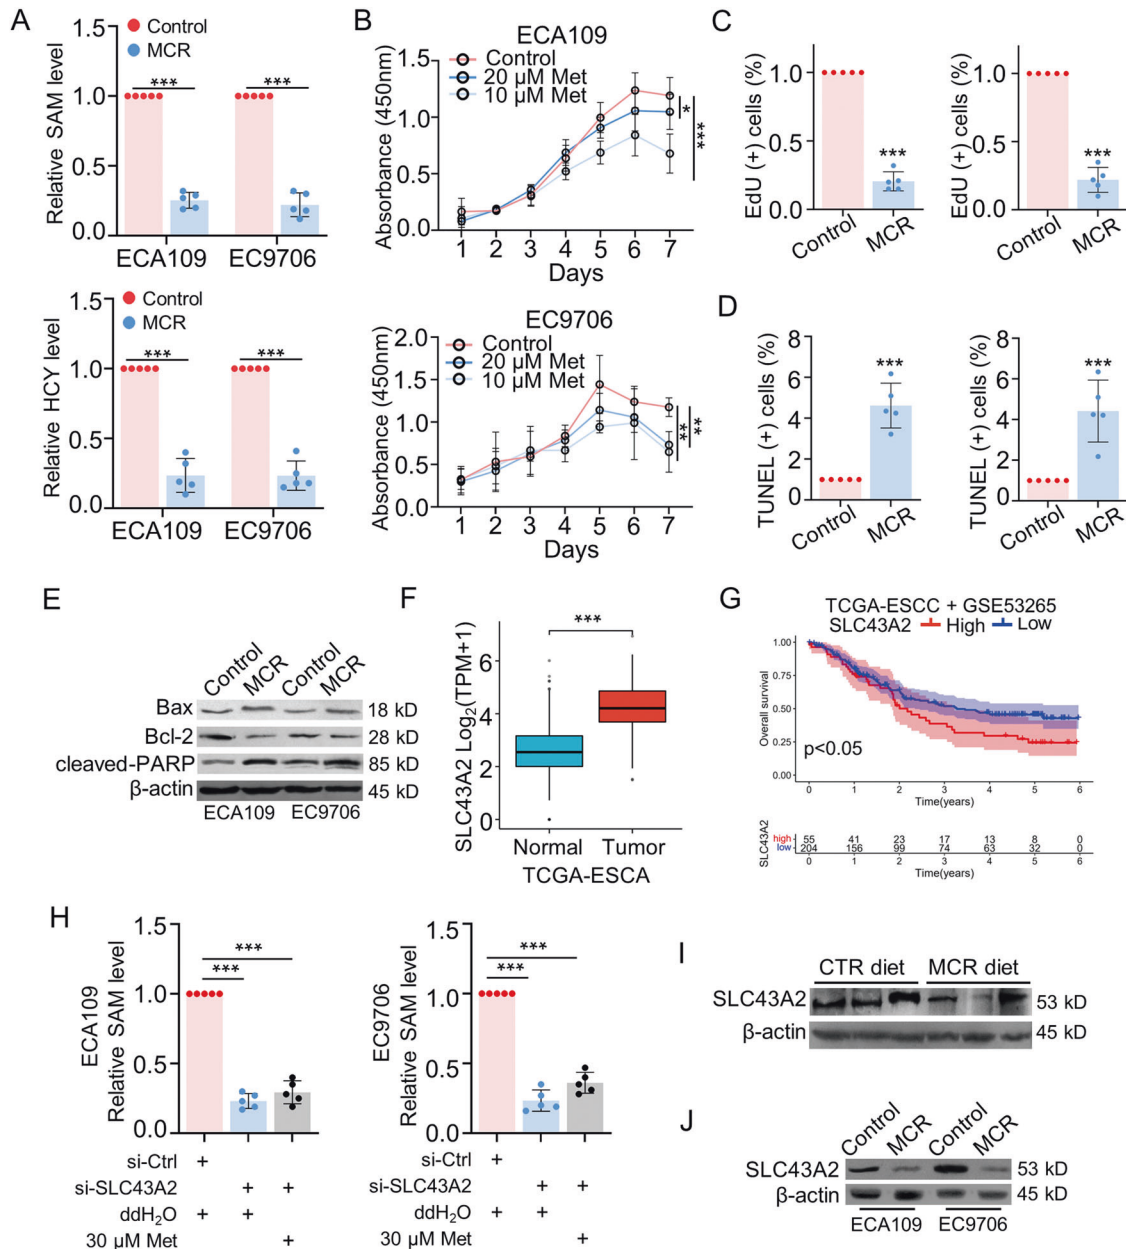 A
Control
MCR
Relative SAM level
1.5
1.0
0.5
0.0
***
***
ECA109
EC9706
Control
MCR
Relative HCY level
1.5
1.0
0.5
0.0
***
***
ECA109
EC9706
B
ECA109
Control
20 µM Met
10 µM Met
Absorbance (450nm)
1.5
1.0
0.5
0.0
*
***
1 2 3 4 5 6 7
Days
EC9706
Control
20 µM Met
10 µM Met
Absorbance (450nm)
2.0
1.5
1.0
0.5
0.0
**
**
1 2 3 4 5 6 7
Days
C
EdU (+) cells (%)
1.0
0.5
0.0
***
Control MCR
EdU (+) cells (%)
1.0
0.5
0.0
***
Control MCR
D
TUNEL (+) cells (%)
8
6
4
2
0
***
Control MCR
TUNEL (+) cells (%)
8
6
4
2
0
***
Control MCR
E
Control MCR Control MCR
Bax 18 kD
Bcl-2 28 kD
cleaved-PARP 85 kD
β-actin 45 kD
ECA109 EC9706
F
***
SLC43A2 Log2(TPM+1)
6
4
2
0
Normal Tumor
TCGA-ESCA
G
TCGA-ESCC + GSE53265
SLC43A2 High Low
Overall survival
1.00
0.75
0.50
0.25
0.00
p<0.05
0 1 2 3 4 5 6
Time(years)
SLC43A2
high 55 41 23 17 13 8 0
low 204 156 99 74 63 32 0
0 1 2 3 4 5 6
Time(years)
H
ECA109
Relative SAM level
1.5
1.0
0.5
0.0
***
***
si-Ctrl +
si-SLC43A2 + +
ddH2O + +
30 µM Met +
EC9706
Relative SAM level
1.5
1.0
0.5
0.0
***
***
si-Ctrl +
si-SLC43A2 + +
ddH2O + +
30 µM Met +
I
CTR diet MCR diet
SLC43A2 53 kD
β-actin 45 kD
J
Control MCR Control MCR
SLC43A2 53 kD
β-actin 45 kD
ECA109 EC9706